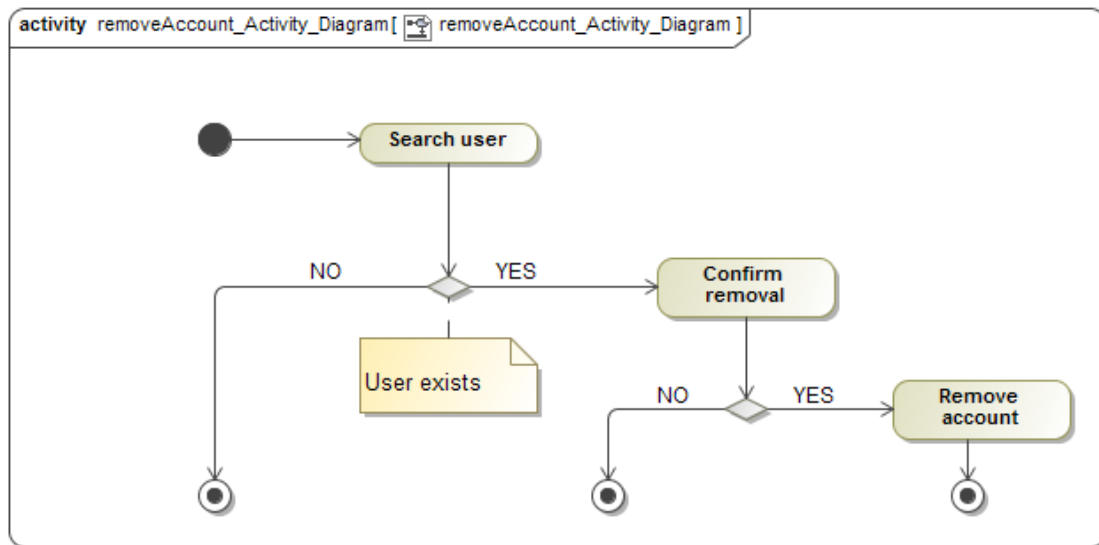 activity removeAccount_Activity_Diagram [ removeAccount_Activity_Diagram ]
Search user
NO
YES
Confirm
removal
User exists
NO
YES
Remove
account